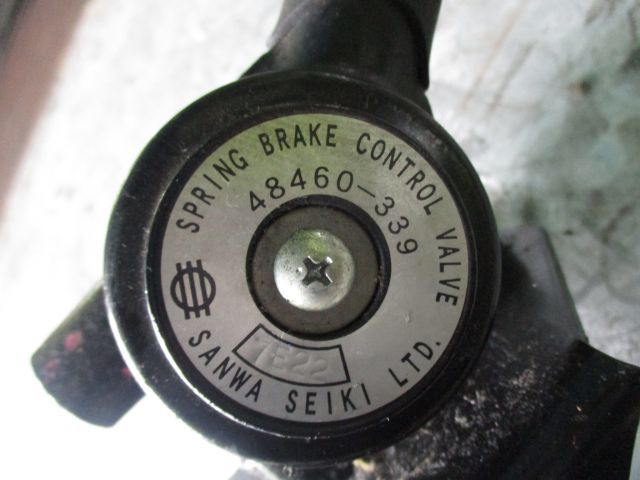 SPRING BRAKE CONTROL VALVE
48460-339
7E22
SANWA SEIKI LTD.